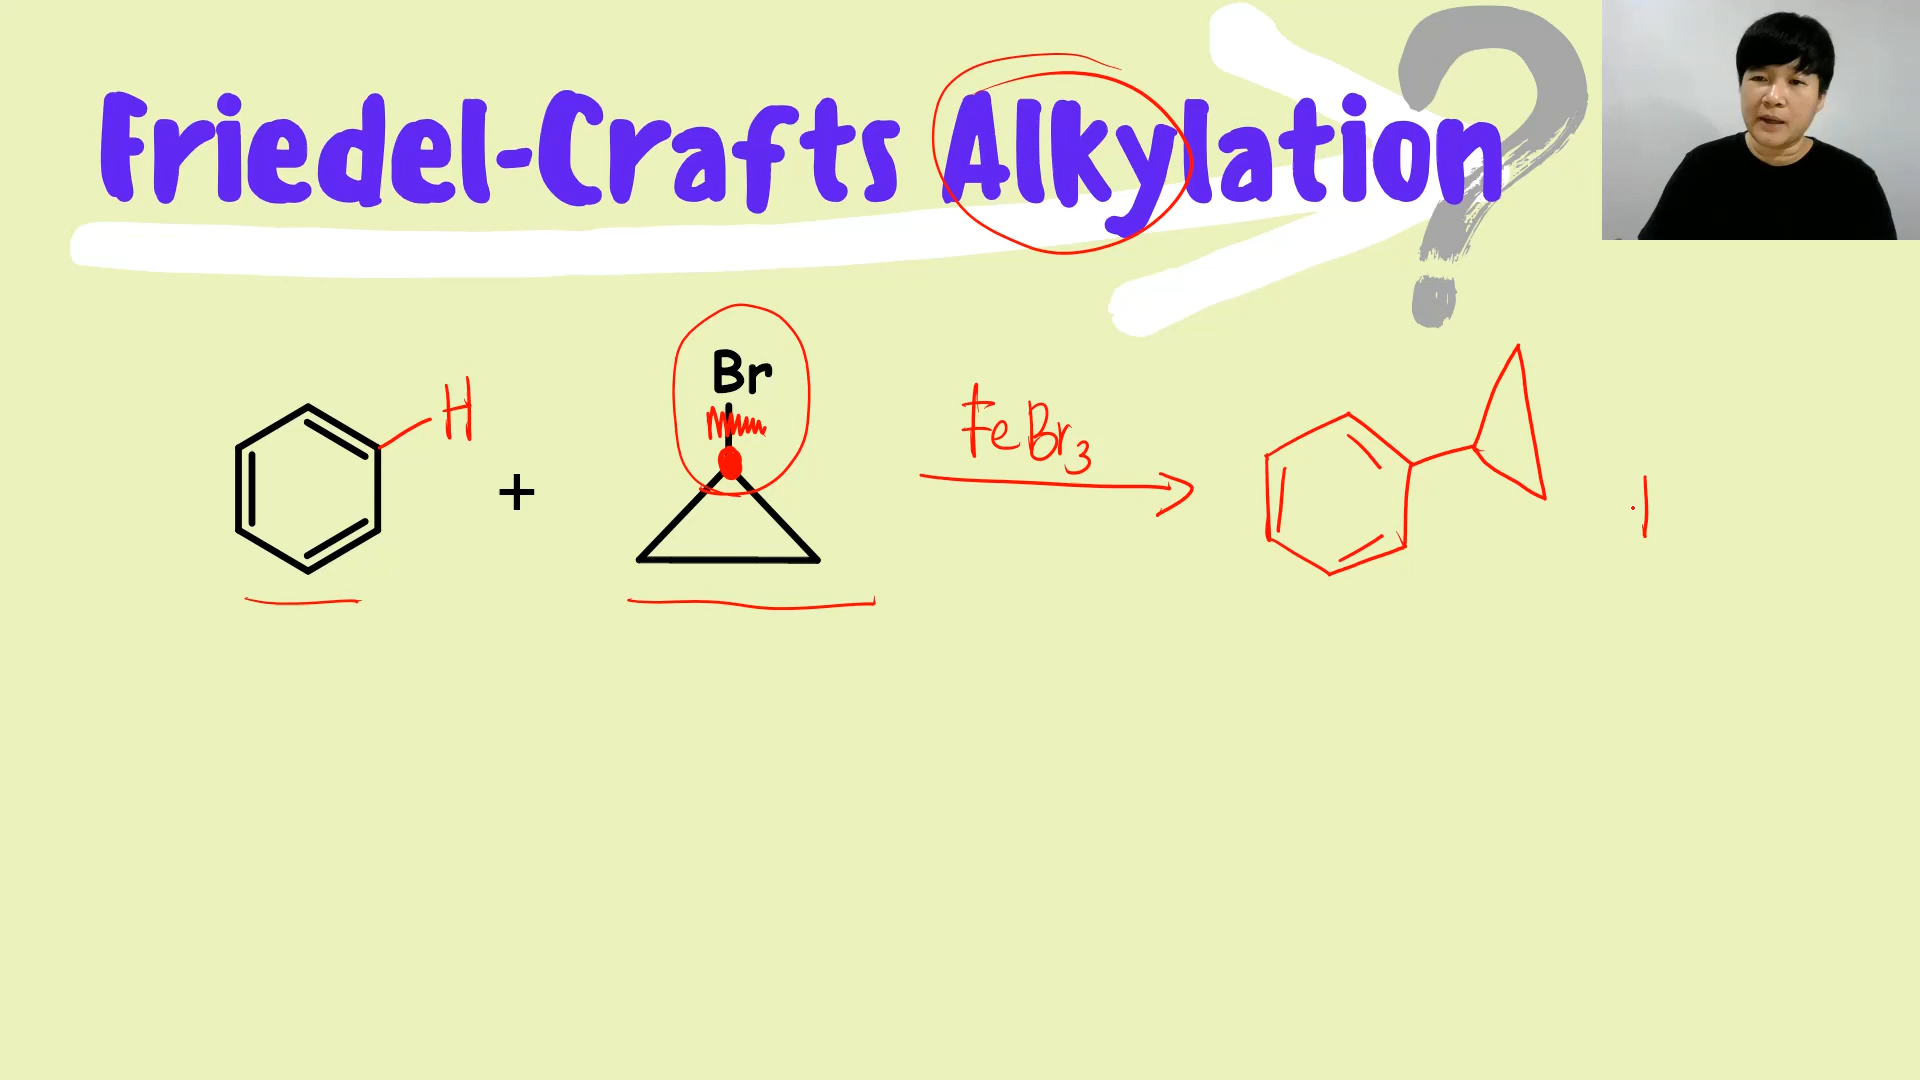 Friedel-Crafts Alkylation?
Br
H
FeBr₃
+